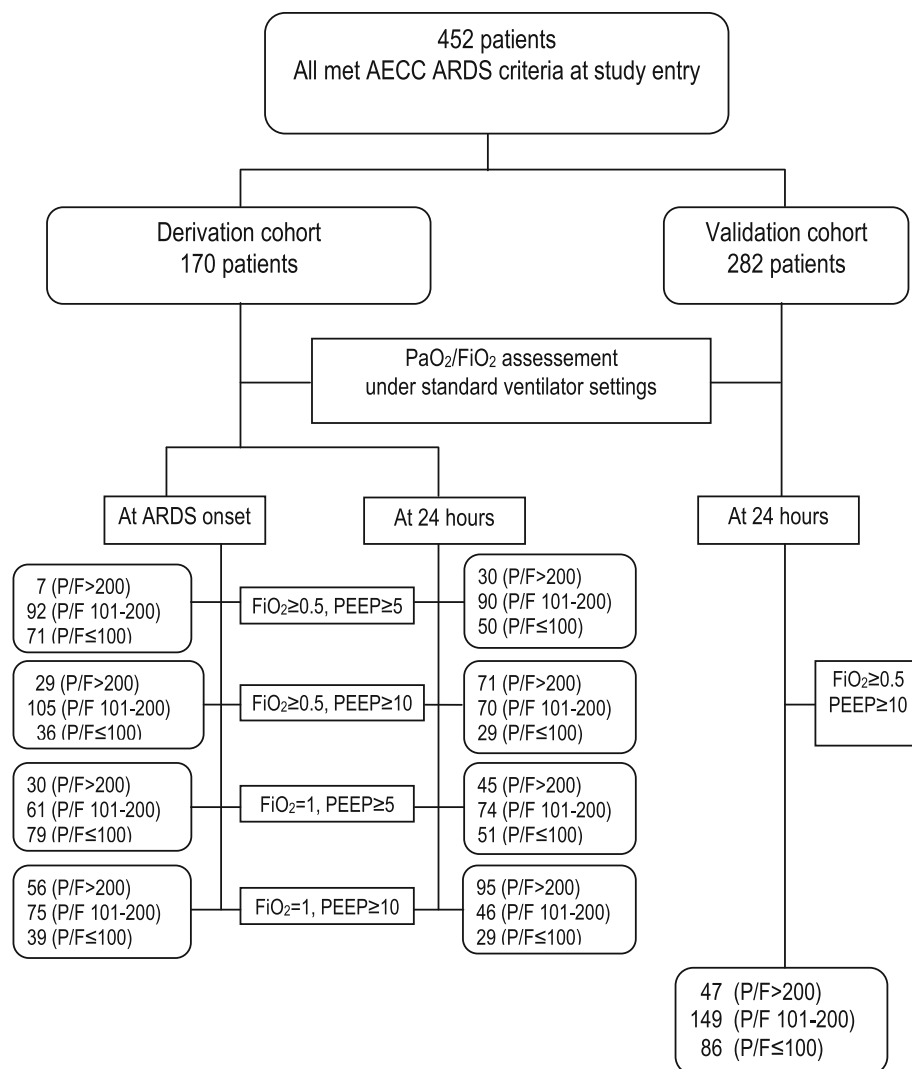 452 patients
All met AECC ARDS criteria at study entry
Derivation cohort
170 patients
Validation cohort
282 patients
PaO₂/FiO₂ assessement
under standard ventilator settings
At ARDS onset
At 24 hours
At 24 hours
7 (P/F>200)
92 (P/F 101-200)
71 (P/F≤100)
FiO₂≥0.5, PEEP≥5
30 (P/F>200)
90 (P/F 101-200)
50 (P/F≤100)
29 (P/F>200)
105 (P/F 101-200)
36 (P/F≤100)
FiO₂≥0.5, PEEP≥10
71 (P/F>200)
70 (P/F 101-200)
29 (P/F≤100)
FiO₂≥0.5
PEEP≥10
30 (P/F>200)
61 (P/F 101-200)
79 (P/F≤100)
FiO₂=1, PEEP≥5
45 (P/F>200)
74 (P/F 101-200)
51 (P/F≤100)
56 (P/F>200)
75 (P/F 101-200)
39 (P/F≤100)
FiO₂=1, PEEP≥10
95 (P/F>200)
46 (P/F 101-200)
29 (P/F≤100)
47 (P/F>200)
149 (P/F 101-200)
86 (P/F≤100)